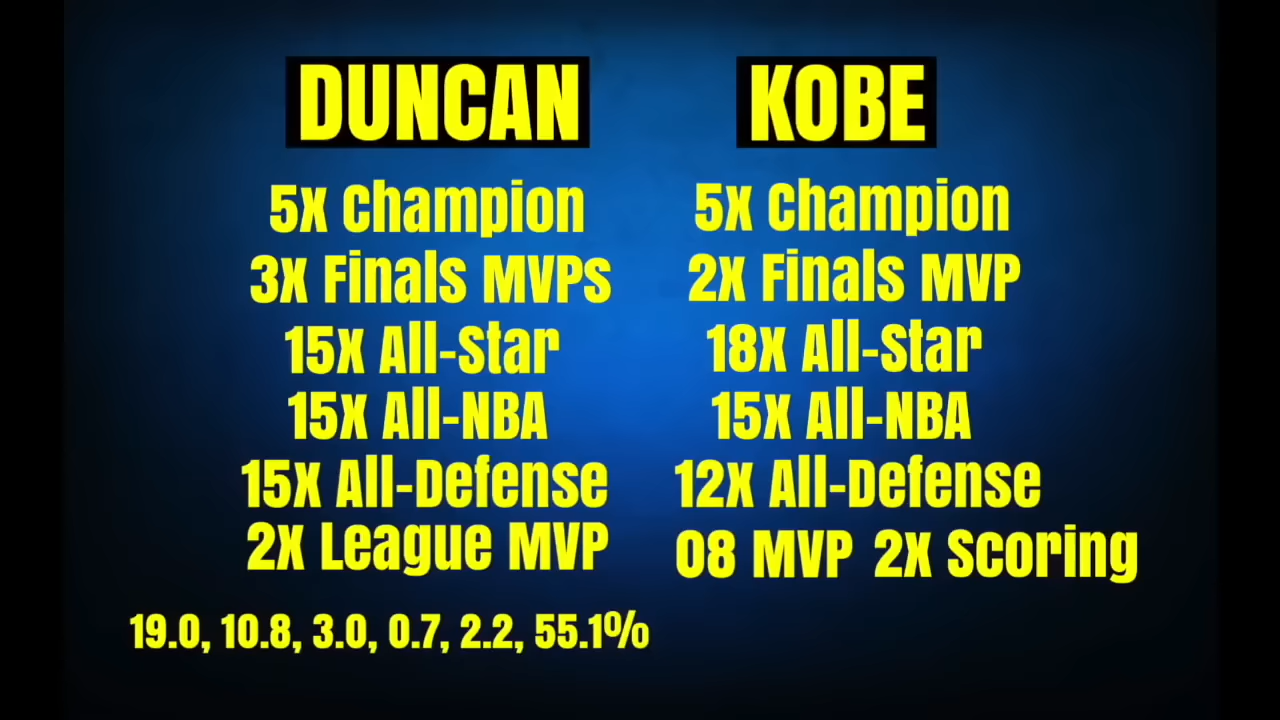 DUNCAN
5x Champion
3x Finals MVPs
15x All-Star
15x All-NBA
15x All-Defense
2x League MVP
19.0, 10.8, 3.0, 0.7, 2.2, 55.1%
KOBE
5x Champion
2x Finals MVP
18x All-Star
15x All-NBA
12x All-Defense
08 MVP 2x Scoring